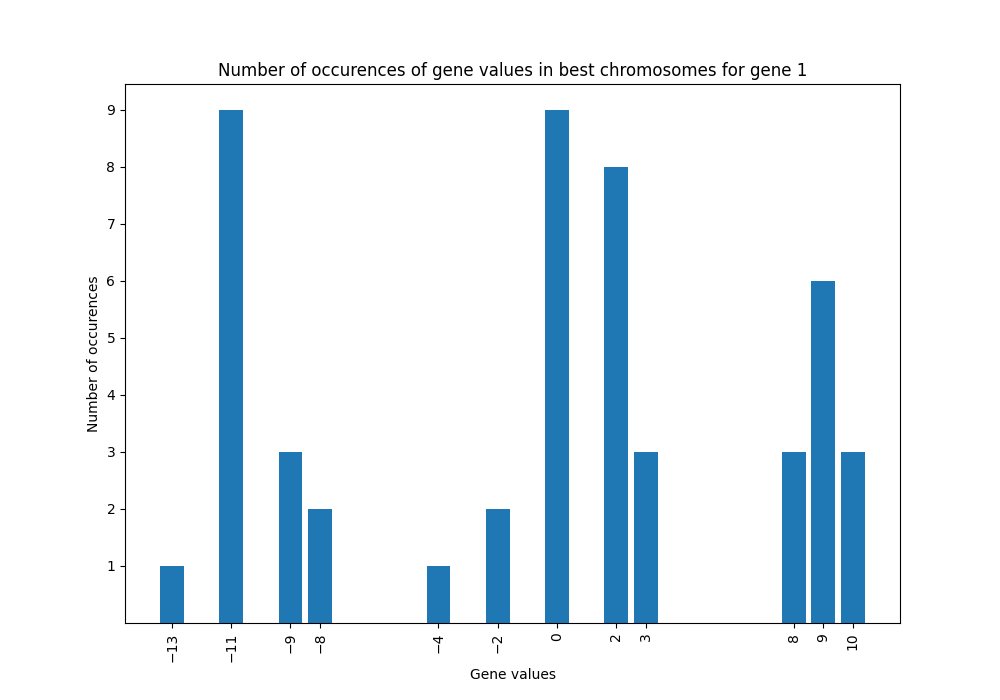 Number of occurences of gene values in best chromosomes for gene 1
9
8
7
6
5
4
3
2
1
Number of occurences
−13 −11 −9 −8 −4 −2 0 2 3 8 9 10
Gene values